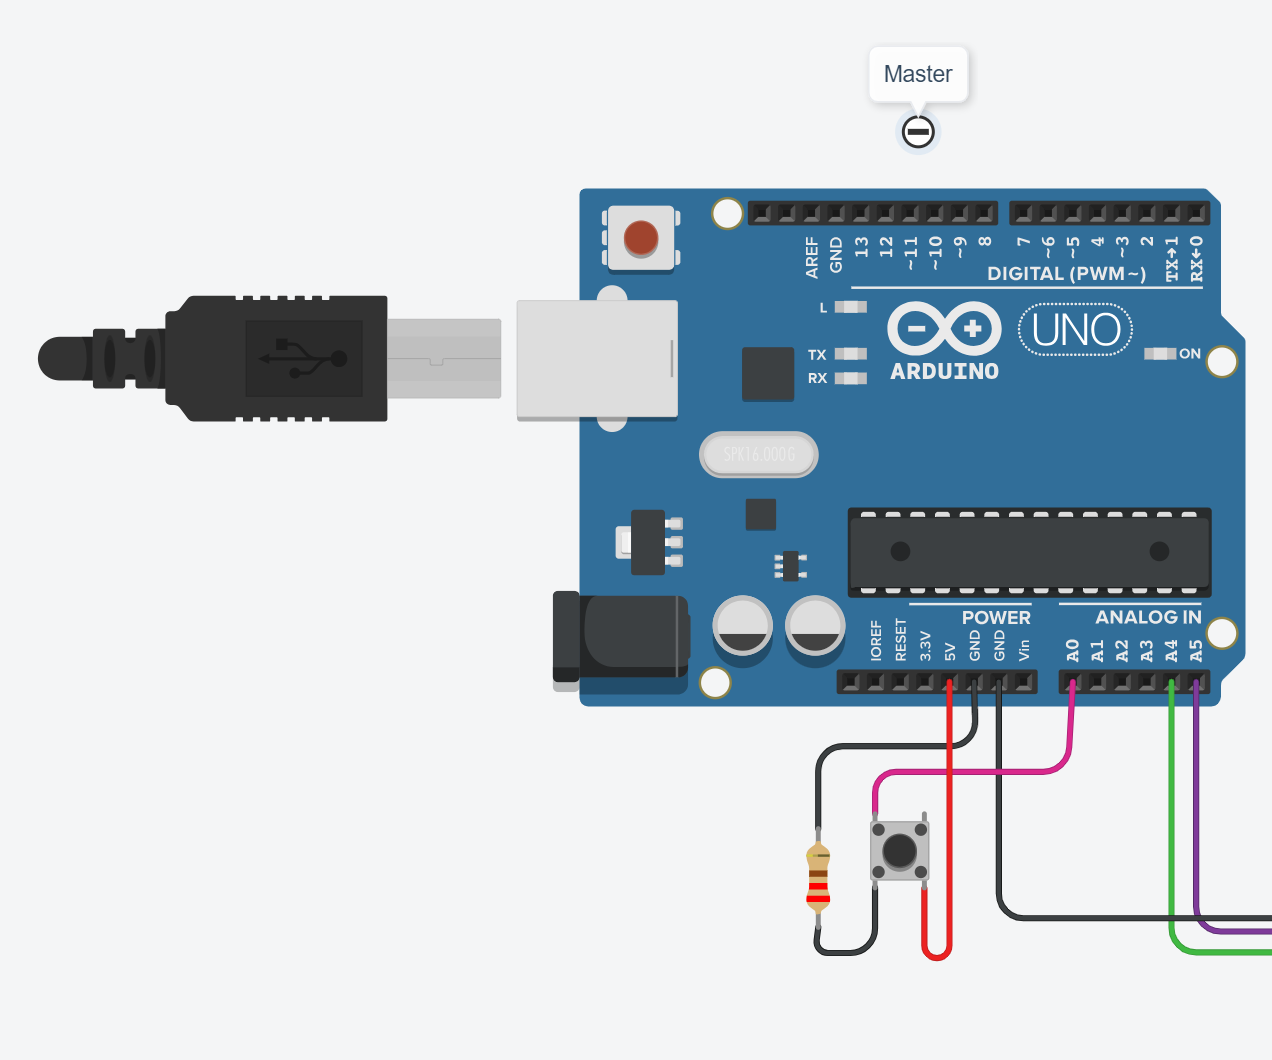 Master
AREF
GND
13
12
~11
~10
~9
8
7
~6
~5
4
~3
2
TX→1
RX←0
DIGITAL (PWM~)
L
TX
RX
ARDUINO
UNO
ON
SPKT6.000G
POWER
ANALOG IN
IOREF
RESET
3.3V
5V
GND
GND
Vin
A0
A1
A2
A3
A4
A5